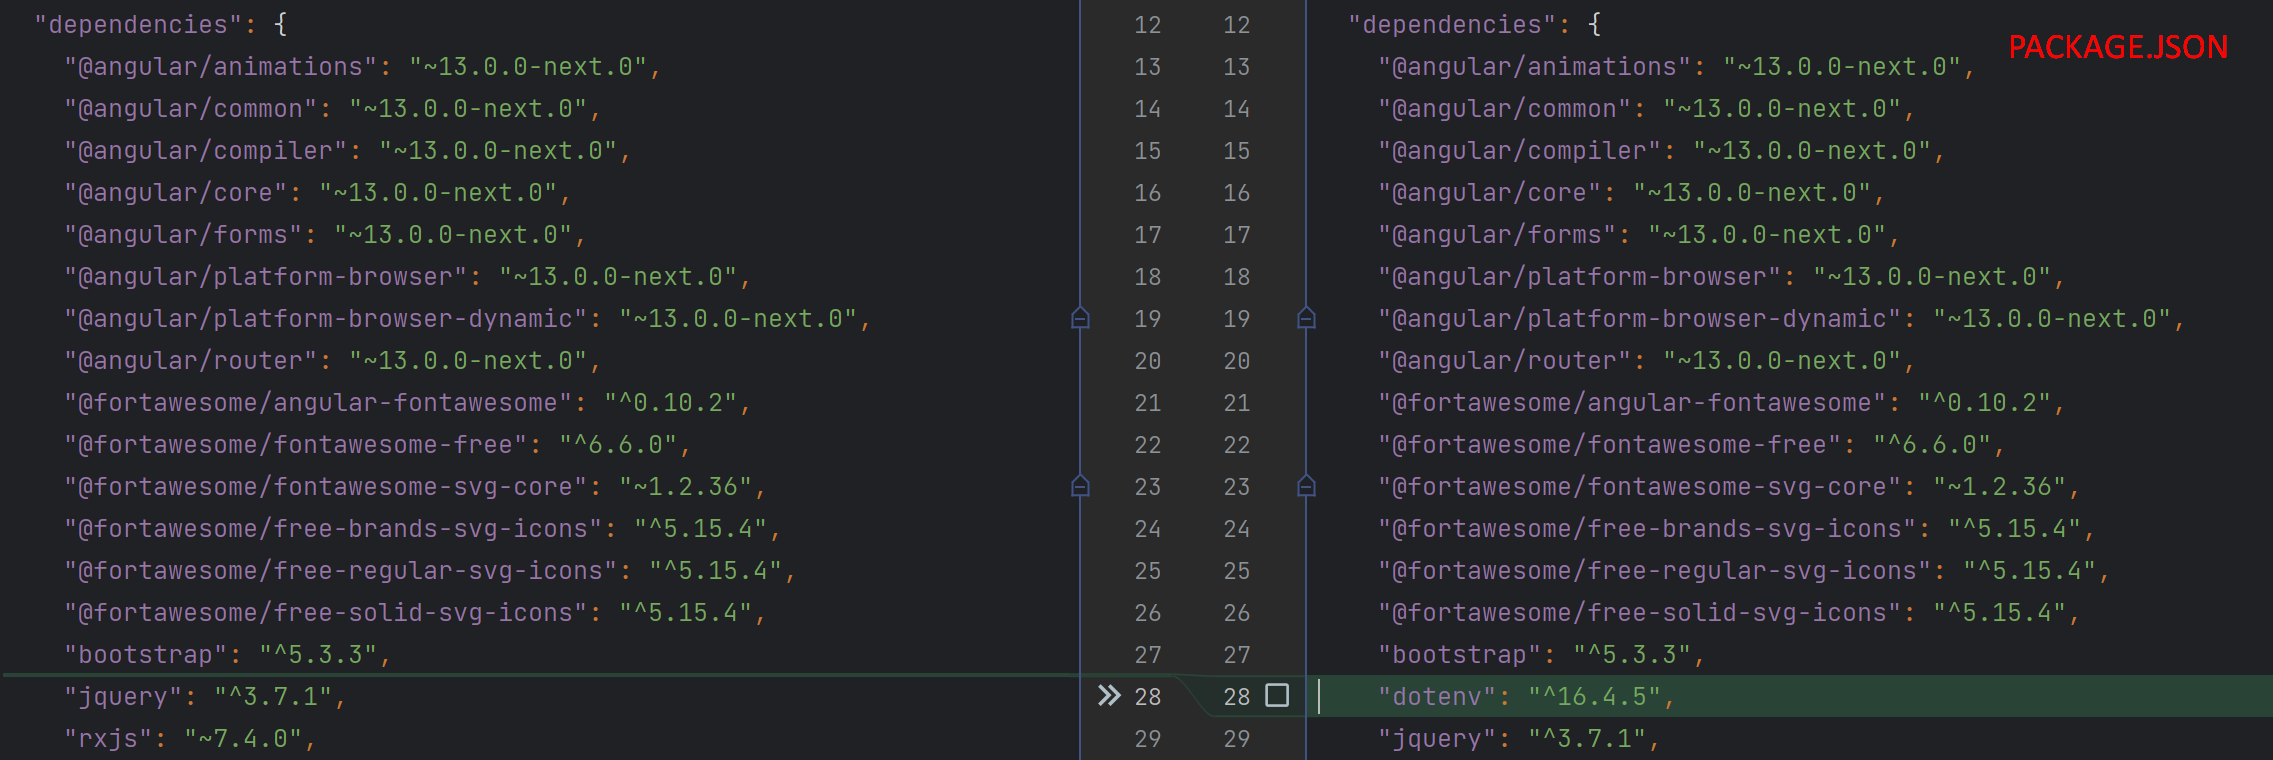 "dependencies": {
"@angular/animations": "~13.0.0-next.0",
"@angular/common": "~13.0.0-next.0",
"@angular/compiler": "~13.0.0-next.0",
"@angular/core": "~13.0.0-next.0",
"@angular/forms": "~13.0.0-next.0",
"@angular/platform-browser": "~13.0.0-next.0",
"@angular/platform-browser-dynamic": "~13.0.0-next.0",
"@angular/router": "~13.0.0-next.0",
"@fortawesome/angular-fontawesome": "^0.10.2",
"@fortawesome/fontawesome-free": "^6.6.0",
"@fortawesome/fontawesome-svg-core": "~1.2.36",
"@fortawesome/free-brands-svg-icons": "^5.15.4",
"@fortawesome/free-regular-svg-icons": "^5.15.4",
"@fortawesome/free-solid-svg-icons": "^5.15.4",
"bootstrap": "^5.3.3",
"jquery": "^3.7.1",
"rxjs": "~7.4.0",
12 12
13 13
14 14
15 15
16 16
17 17
18 18
19 19
20 20
21 21
22 22
23 23
24 24
25 25
26 26
27 27
28 28
29 29
PACKAGE.JSON
"dependencies": {
"@angular/animations": "~13.0.0-next.0",
"@angular/common": "~13.0.0-next.0",
"@angular/compiler": "~13.0.0-next.0",
"@angular/core": "~13.0.0-next.0",
"@angular/forms": "~13.0.0-next.0",
"@angular/platform-browser": "~13.0.0-next.0",
"@angular/platform-browser-dynamic": "~13.0.0-next.0",
"@angular/router": "~13.0.0-next.0",
"@fortawesome/angular-fontawesome": "^0.10.2",
"@fortawesome/fontawesome-free": "^6.6.0",
"@fortawesome/fontawesome-svg-core": "~1.2.36",
"@fortawesome/free-brands-svg-icons": "^5.15.4",
"@fortawesome/free-regular-svg-icons": "^5.15.4",
"@fortawesome/free-solid-svg-icons": "^5.15.4",
"bootstrap": "^5.3.3",
"dotenv": "^16.4.5",
"jquery": "^3.7.1",